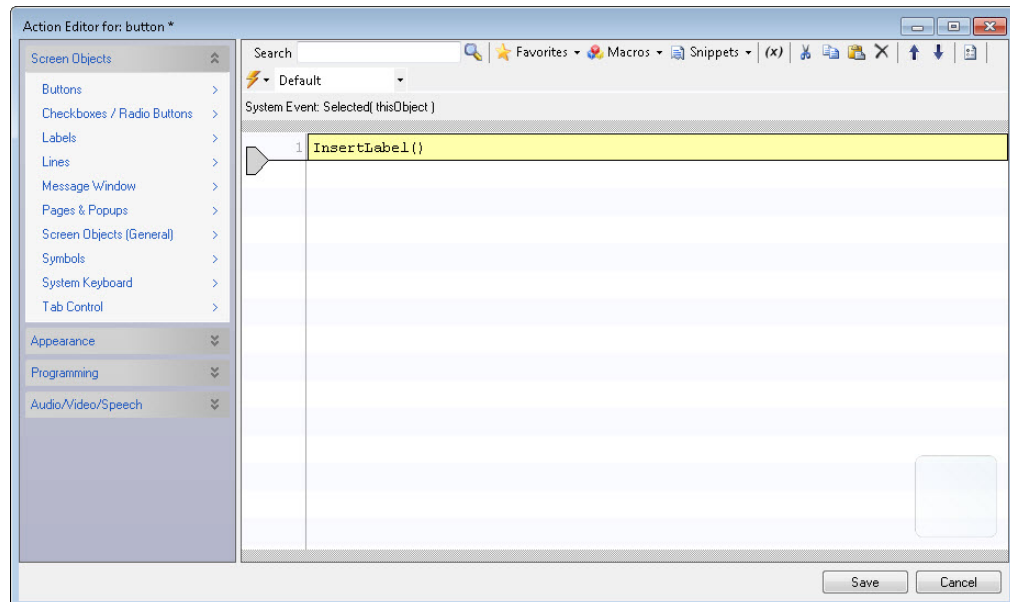 Action Editor for: button *
Screen Objects
Buttons
Checkboxes / Radio Buttons
Labels
Lines
Message Window
Pages & Popups
Screen Objects (General)
Symbols
System Keyboard
Tab Control
Appearance
Programming
Audio/Video/Speech
Search Favorites Macros Snippets (x)
Default
System Event: Selected( thisObject )
1 InsertLabel()
Save Cancel